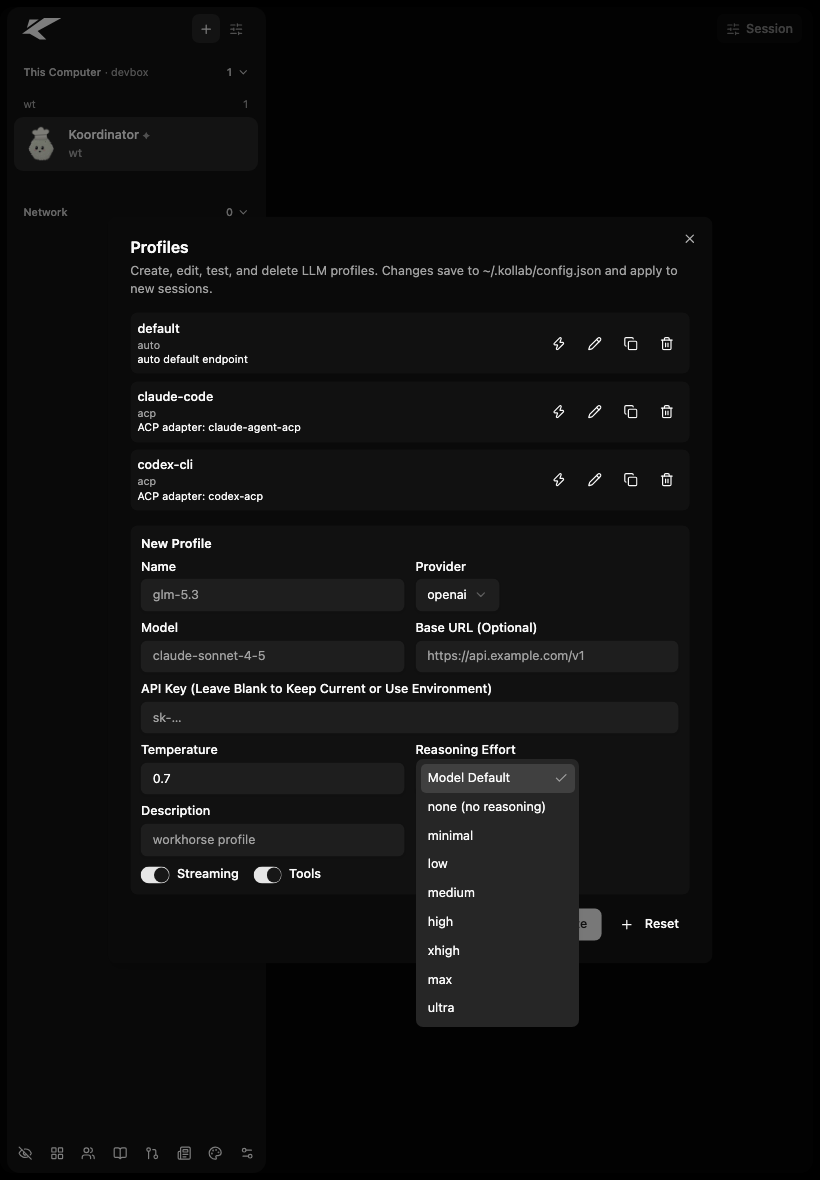 Session
This Computer · devbox 1
wt 1
Koordinator
wt
Network 0
Profiles
Create, edit, test, and delete LLM profiles. Changes save to ~/.kollab/config.json and apply to
new sessions.
default
auto
auto default endpoint
claude-code
acp
ACP adapter: claude-agent-acp
codex-cli
acp
ACP adapter: codex-acp
New Profile
Name Provider
glm-5.3 openai
Model Base URL (Optional)
claude-sonnet-4-5 https://api.example.com/v1
API Key (Leave Blank to Keep Current or Use Environment)
sk-...
Temperature Reasoning Effort
0.7 Model Default
none (no reasoning)
Description
minimal
workhorse profile
low
Streaming Tools
medium
high
Reset
xhigh
max
ultra